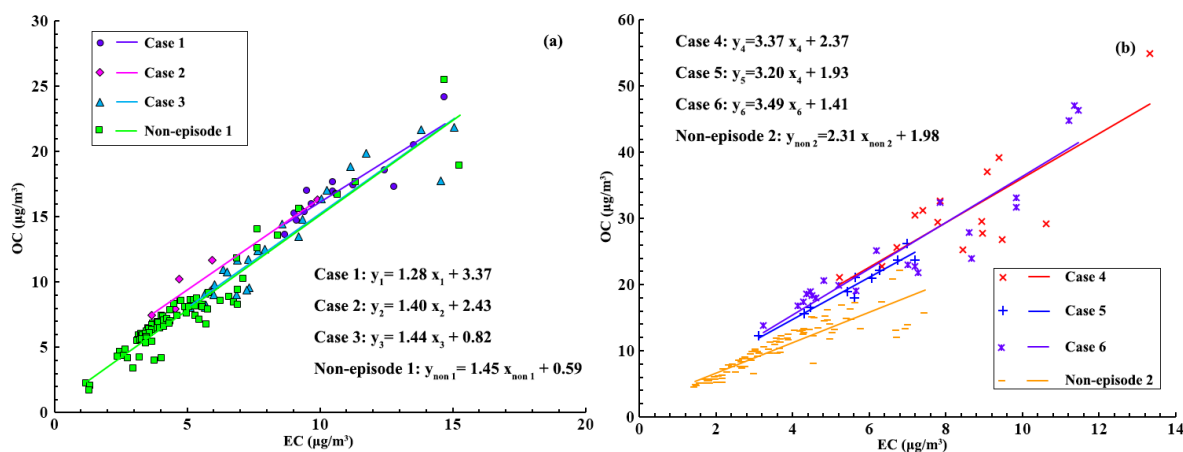 30
25
20
15
10
5
0
0
5
10
15
20
OC (μg/m³)
EC (μg/m³)
Case 1
Case 2
Case 3
Non-episode 1
(a)
Case 1: y₁= 1.28 x₁ + 3.37
Case 2: y₂= 1.40 x₂ + 2.43
Case 3: y₃= 1.44 x₃ + 0.82
Non-episode 1: yₙₒₙ ₁= 1.45 xₙₒₙ ₁ + 0.59
60
50
40
30
20
10
0
0
2
4
6
8
10
12
14
OC (μg/m³)
EC (μg/m³)
(b)
Case 4: y₄=3.37 x₄ + 2.37
Case 5: y₅=3.20 x₄ + 1.93
Case 6: y₆=3.49 x₆ + 1.41
Non-episode 2: yₙₒₙ ₂=2.31 xₙₒₙ ₂ + 1.98
Case 4
Case 5
Case 6
Non-episode 2